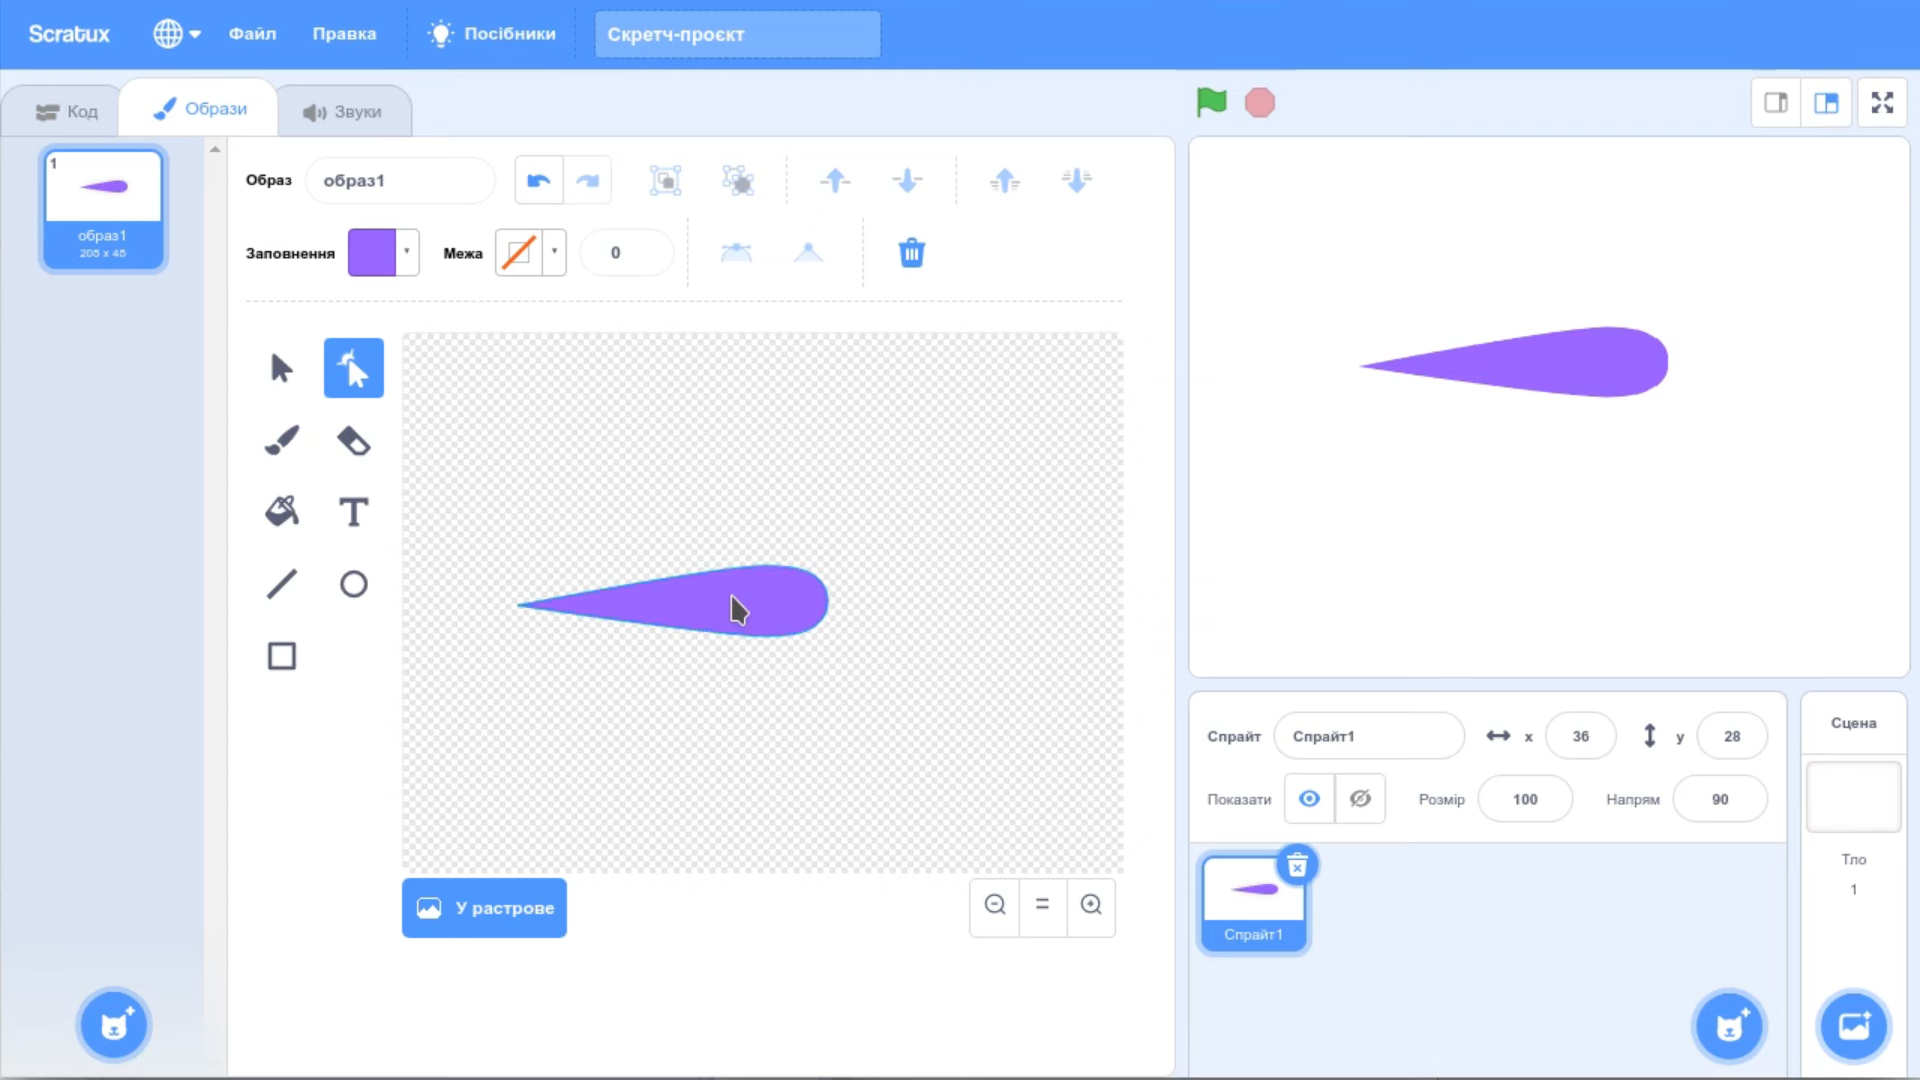 Scratux
Файл
Правка
Посібники
Скретч-проєкт
Код
Образи
Звуки
1
образ1
205 x 45
Образ
образ1
Заповнення
Межа
0
T
У растрове
=
Спрайт
Спрайт1
x
36
y
28
Показати
Розмір
100
Напрям
90
Спрайт1
Сцена
Тло
1